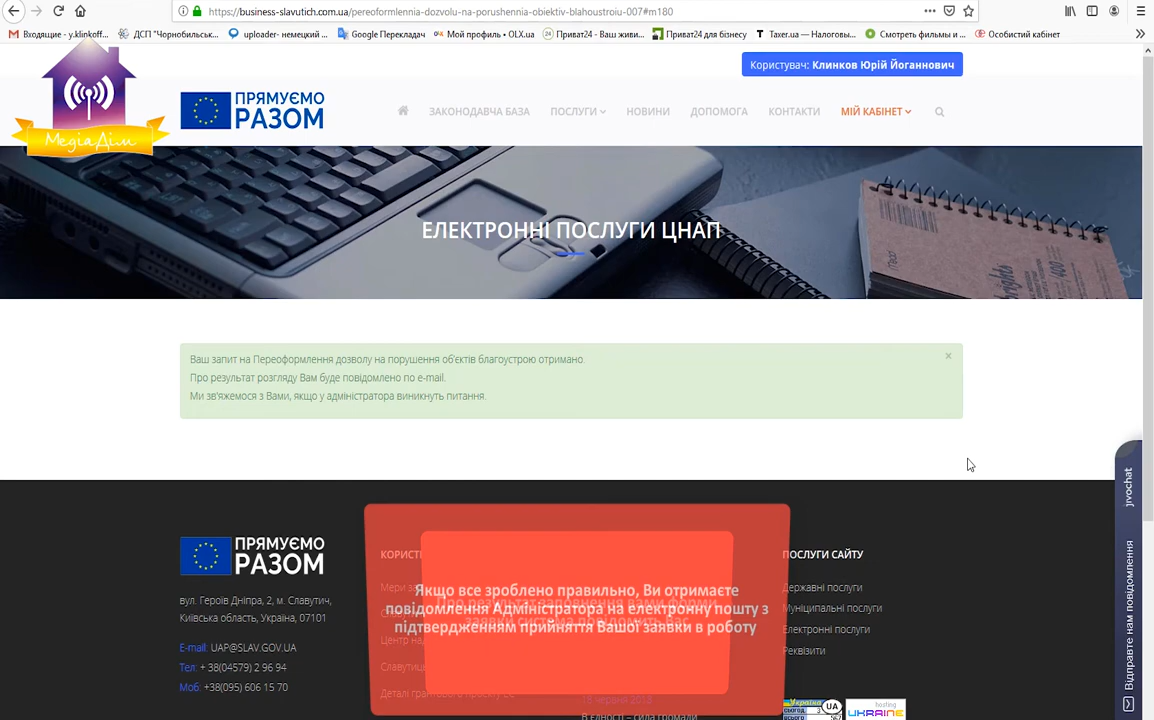 https://business-slavutich.com.ua/pereoformlennia-dozvolu-na-porushennia-obiektiv-blahoustroiu-007#m180
Входящие - y.klinkoff...
ДСП "Чорнобильськ...
uploader- немецкий ...
Google Перекладач
Мой профиль • OLX.ua
Приват24 - Ваш живи...
Приват24 для бізнесу
Taxer.ua — Налоговы...
Смотреть фильмы и ...
Особистий кабінет
МедіаДім
Користувач: Клинков Юрій Йоганнович
ПРЯМУЄМО
РАЗОМ
ЗАКОНОДАВЧА БАЗА
ПОСЛУГИ
НОВИНИ
ДОПОМОГА
КОНТАКТИ
МІЙ КАБІНЕТ
ЕЛЕКТРОННІ ПОСЛУГИ ЦНАП
Ваш запит на Переоформлення дозволу на порушення об'єктів благоустрою отримано.
Про результат розгляду Вам буде повідомлено по e-mail.
Ми зв'яжемося з Вами, якщо у адміністратора виникнуть питання.
jivochat
Відправте нам повідомлення
ПРЯМУЄМО
РАЗОМ
вул. Героїв Дніпра, 2, м. Славутич,
Київська область, Україна, 07101
E-mail: UAP@SLAV.GOV.UA
Тел: + 38(04579) 2 96 94
Моб: +38(095) 606 15 70
Якщо все зроблено правильно, Ви отримаєте
повідомлення Адміністратора на електронну пошту з
підтвердженням прийняття Вашої заявки в роботу
ПОСЛУГИ САЙТУ
Державні послуги
Муніципальні послуги
Електронні послуги
Реквізити
UA
hosting
UKRAINE